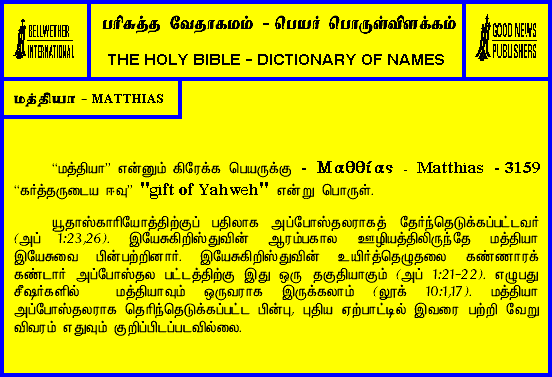 BELLWETHER
INTERNATIONAL
பரிசுத்த வேதாகமம் - பெயர் பொருள்விளக்கம்
THE HOLY BIBLE - DICTIONARY OF NAMES
GOOD NEWS
PUBLISHERS
மத்தியா - MATTHIAS
“மத்தியா” என்னும் கிரேக்க பெயருக்கு - Μαθθίας - Matthias - 3159
“கர்த்தருடைய ஈவு” "gift of Yahweh" என்று பொருள்.
யூதாஸ்காரியோத்திற்குப் பதிலாக அப்போஸ்தலராகத் தேர்ந்தெடுக்கப்பட்டவர்
(அப் 1:23,26). இயேசுகிறிஸ்துவின் ஆரம்பகால ஊழியத்திலிருந்தே மத்தியா
இயேசுவை பின்பற்றினார். இயேசுகிறிஸ்துவின் உயிர்த்தெழுதலை கண்ணாரக்
கண்டார் அப்போஸ்தல பட்டத்திற்கு இது ஒரு தகுதியாகும் (அப் 1:21-22). எழுபது
சீஷர்களில் மத்தியாவும் ஒருவராக இருக்கலாம் (லூக் 10:1,17). மத்தியா
அப்போஸ்தலராக தெரிந்தெடுக்கப்பட்ட பின்பு, புதிய ஏற்பாட்டில் இவரை பற்றி வேறு
விவரம் எதுவும் குறிப்பிடப்படவில்லை.